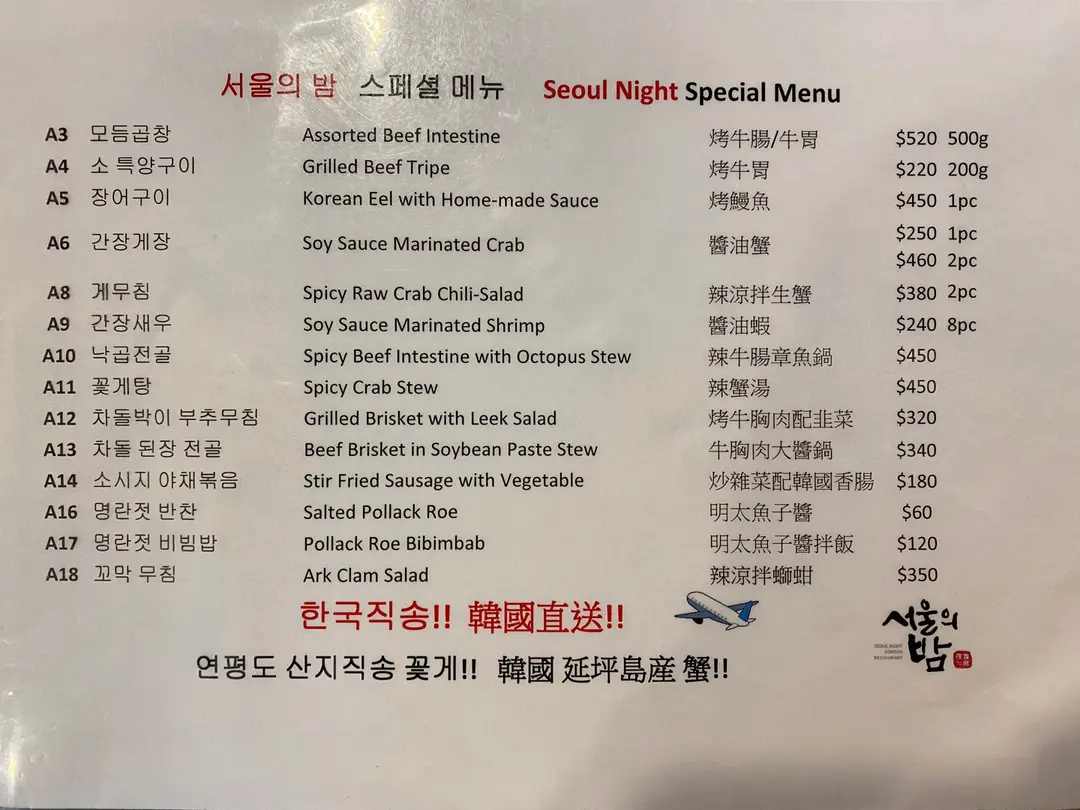 서울의 밤 스페셜 메뉴 Seoul Night Special Menu
A3 모듬곱창 Assorted Beef Intestine 烤牛腸/牛胃 $520 500g
A4 소 특양구이 Grilled Beef Tripe 烤牛胃 $220 200g
A5 장어구이 Korean Eel with Home-made Sauce 烤鰻魚 $450 1pc
A6 간장게장 Soy Sauce Marinated Crab 醬油蟹 $250 1pc
$460 2pc
A8 게무침 Spicy Raw Crab Chili-Salad 辣涼拌生蟹 $380 2pc
A9 간장새우 Soy Sauce Marinated Shrimp 醬油蝦 $240 8pc
A10 낙곱전골 Spicy Beef Intestine with Octopus Stew 辣牛腸章魚鍋 $450
A11 꽃게탕 Spicy Crab Stew 辣蟹湯 $450
A12 차돌박이 부추무침 Grilled Brisket with Leek Salad 烤牛胸肉配韭菜 $320
A13 차돌 된장 전골 Beef Brisket in Soybean Paste Stew 牛胸肉大醬鍋 $340
A14 소시지 야채볶음 Stir Fried Sausage with Vegetable 炒雜菜配韓國香腸 $180
A16 명란젓 반찬 Salted Pollack Roe 明太魚子醬 $60
A17 명란젓 비빔밥 Pollack Roe Bibimbab 明太魚子醬拌飯 $120
A18 꼬막 무침 Ark Clam Salad 辣涼拌螄蚶 $350
한국직송!! 韓國直送!!
연평도 산지직송 꽃게!! 韓國 延坪島産 蟹!!
서울의
밤
SEOUL NIGHT
KOREAN
RESTAURANT